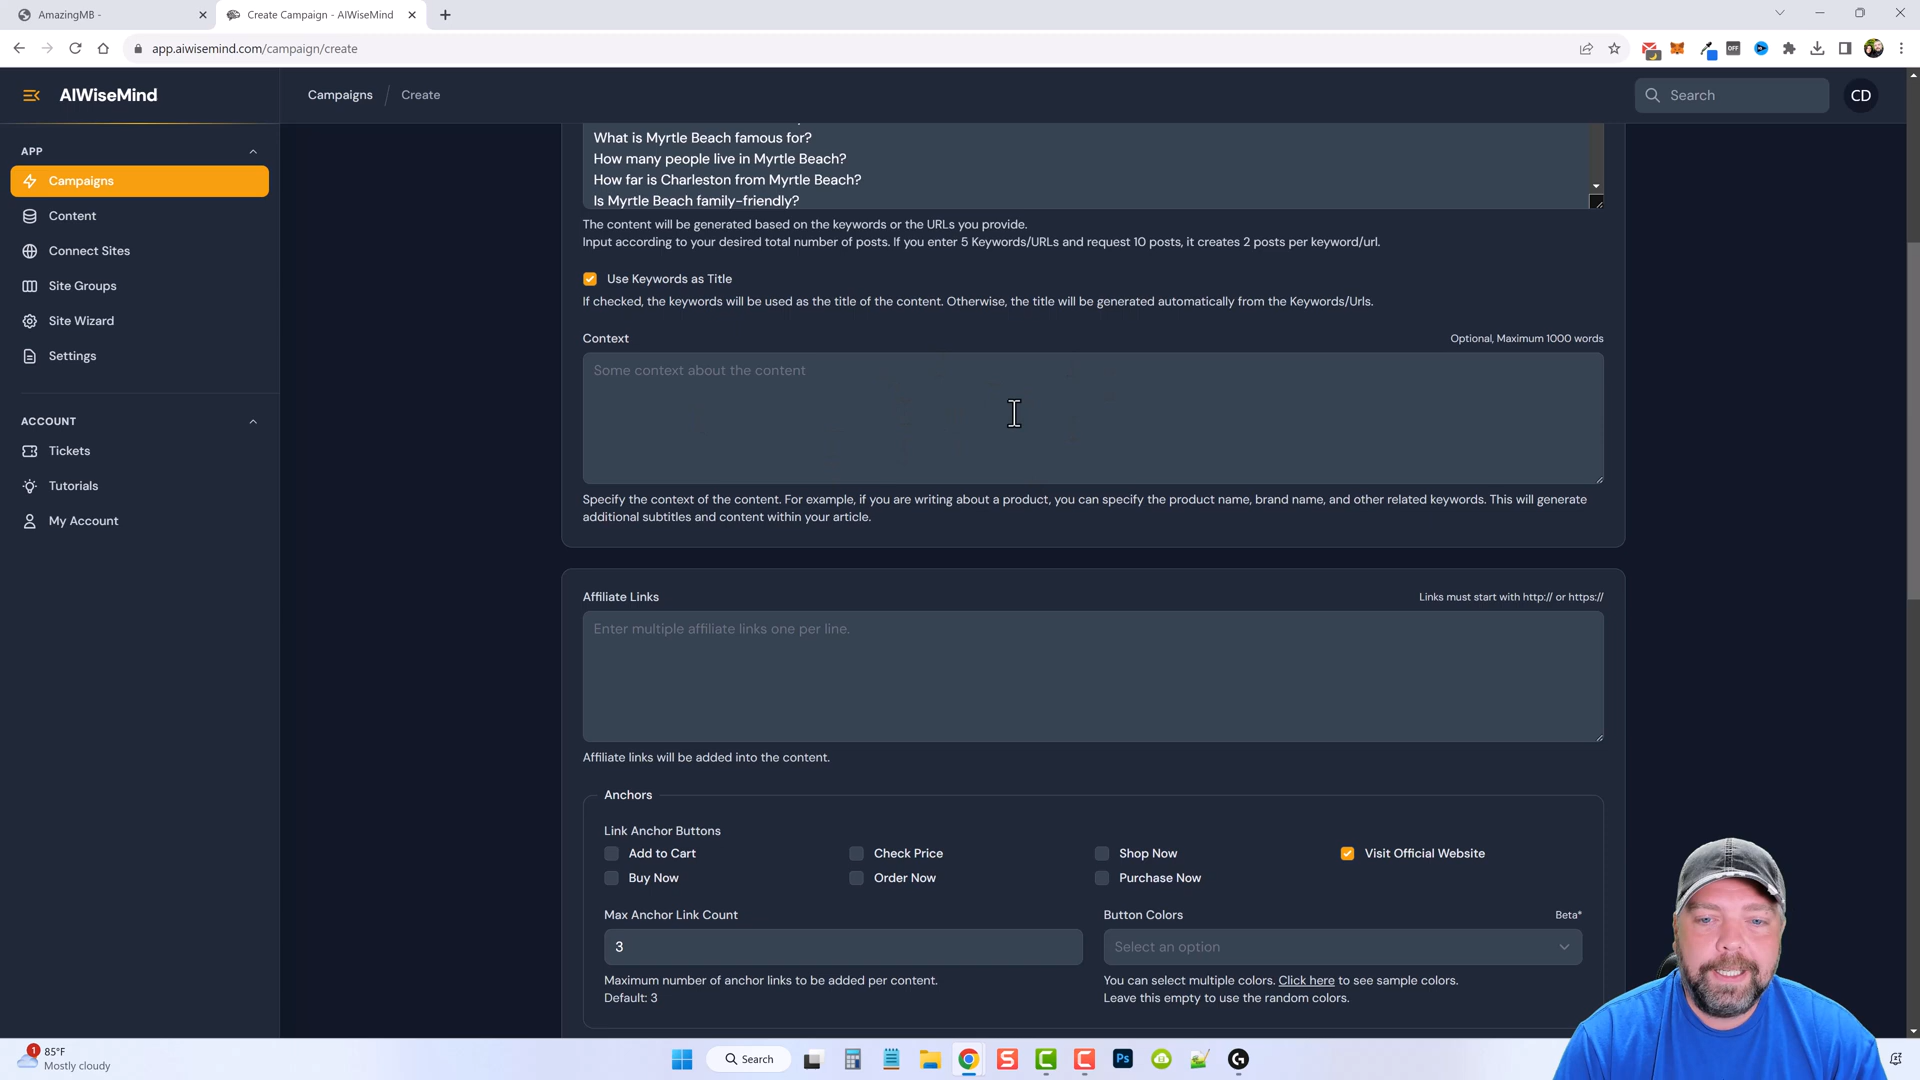 AmazingMB -
Create Campaign - AIWiseMind
app.aiwisemind.com/campaign/create
OFF
AIWiseMind
Campaigns / Create
Search
CD
APP
Campaigns
Content
Connect Sites
Site Groups
Site Wizard
Settings
ACCOUNT
Tickets
Tutorials
My Account
What is Myrtle Beach famous for?
How many people live in Myrtle Beach?
How far is Charleston from Myrtle Beach?
Is Myrtle Beach family-friendly?
The content will be generated based on the keywords or the URLs you provide.
Input according to your desired total number of posts. If you enter 5 Keywords/URLs and request 10 posts, it creates 2 posts per keyword/url.
Use Keywords as Title
If checked, the keywords will be used as the title of the content. Otherwise, the title will be generated automatically from the Keywords/Urls.
Context
Optional, Maximum 1000 words
Some context about the content
Specify the context of the content. For example, if you are writing about a product, you can specify the product name, brand name, and other related keywords. This will generate
additional subtitles and content within your article.
Affiliate Links
Links must start with http:// or https://
Enter multiple affiliate links one per line.
Affiliate links will be added into the content.
Anchors
Link Anchor Buttons
Add to Cart
Check Price
Shop Now
Visit Official Website
Buy Now
Order Now
Purchase Now
Max Anchor Link Count
3
Maximum number of anchor links to be added per content.
Default: 3
Button Colors
Beta*
Select an option
You can select multiple colors. Click here to see sample colors.
Leave this empty to use the random colors.
1
85°F
Mostly cloudy
Search
Ps